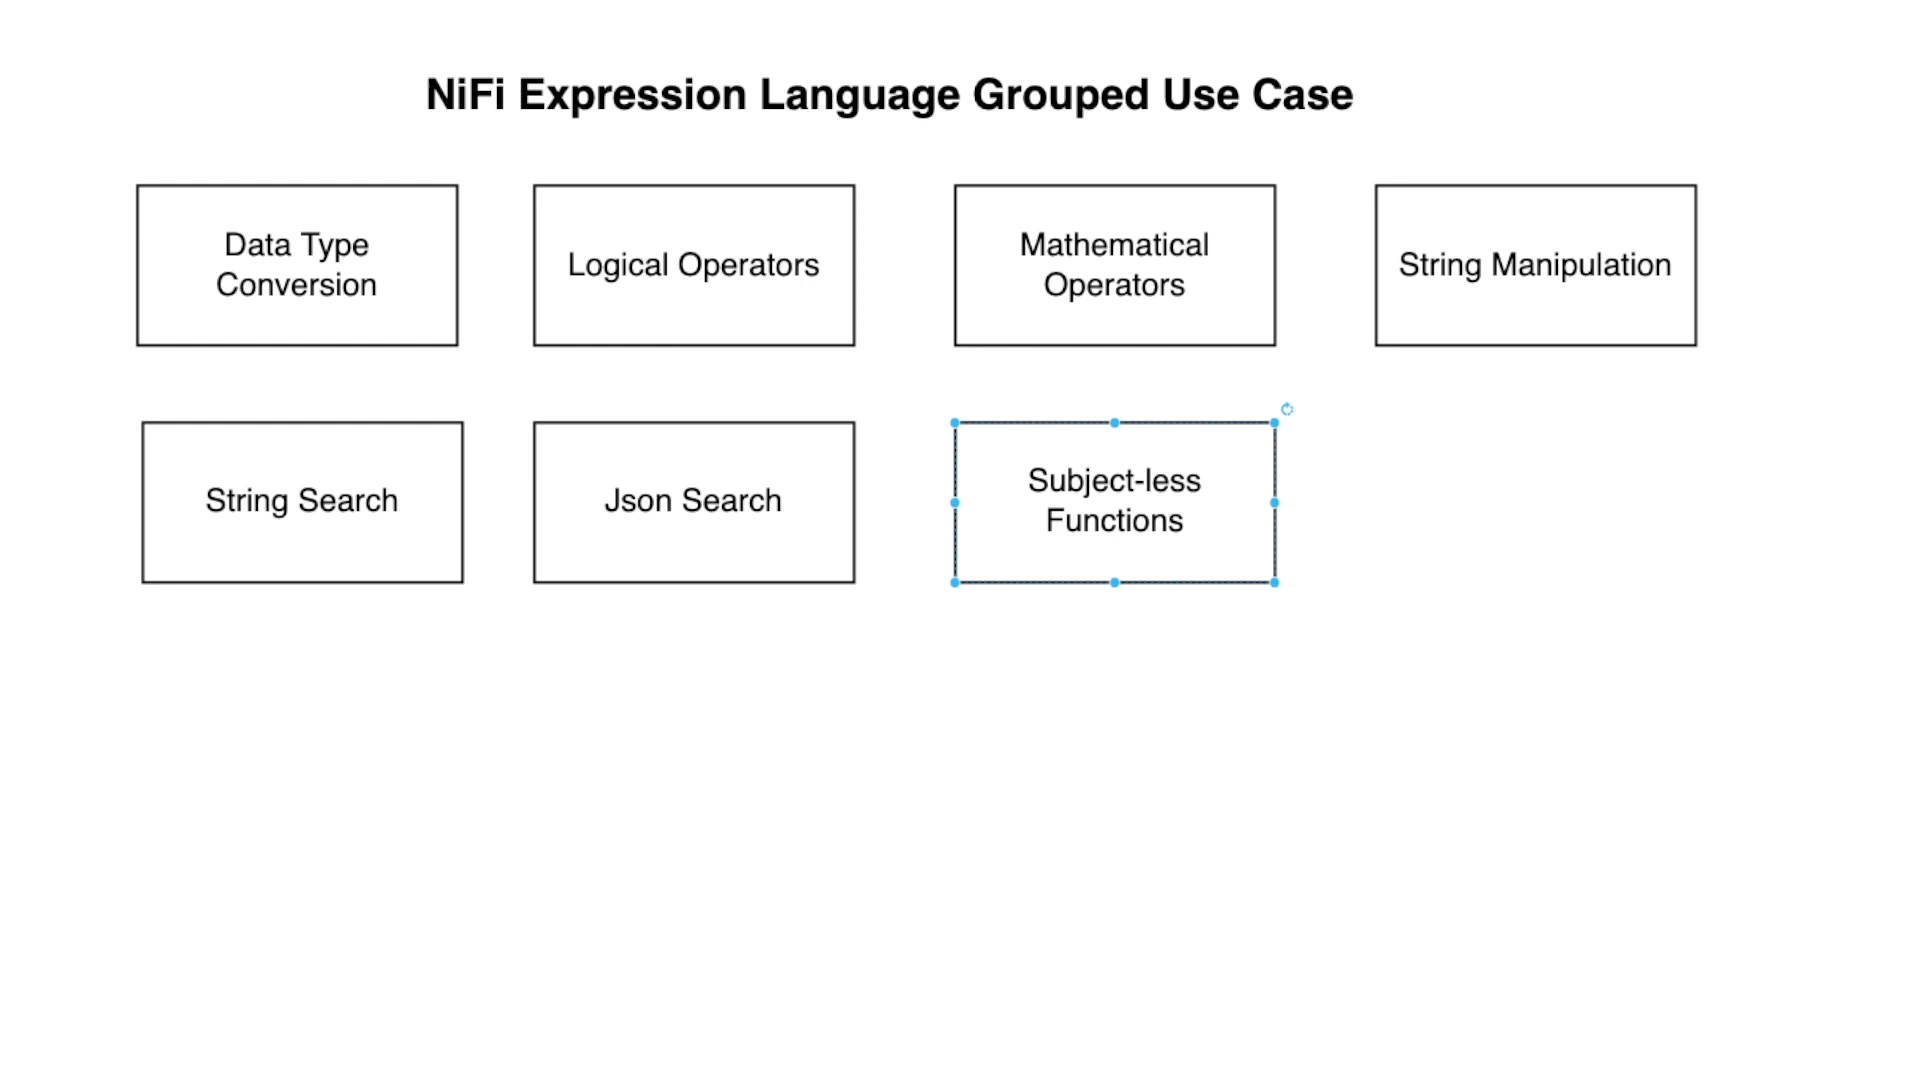 NiFi Expression Language Grouped Use Case
Data Type
Conversion
Logical Operators
Mathematical
Operators
String Manipulation
String Search
Json Search
Subject-less
Functions